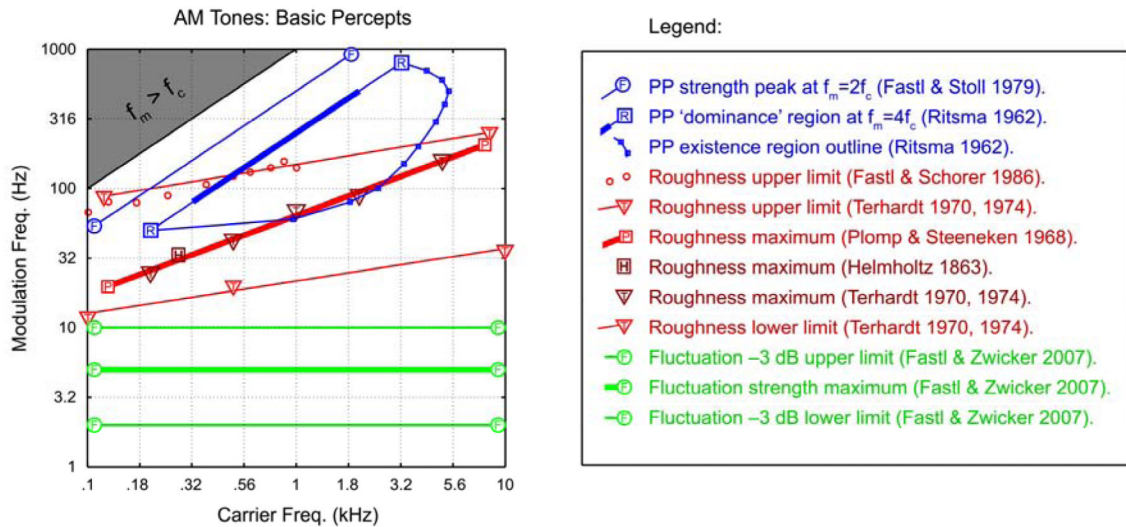 AM Tones: Basic Percepts
Modulation Freq. (Hz)
1000
316
100
32
10
3.2
1
fm > fc
F
R
T
P
H
.1 .18 .32 .56 1 1.8 3.2 5.6 10
Carrier Freq. (kHz)
Legend:
F PP strength peak at fm=2fc (Fastl & Stoll 1979).
R PP ‘dominance’ region at fm=4fc (Ritsma 1962).
PP existence region outline (Ritsma 1962).
Roughness upper limit (Fastl & Schorer 1986).
T Roughness upper limit (Terhardt 1970, 1974).
P Roughness maximum (Plomp & Steeneken 1968).
H Roughness maximum (Helmholtz 1863).
T Roughness maximum (Terhardt 1970, 1974).
T Roughness lower limit (Terhardt 1970, 1974).
F Fluctuation –3 dB upper limit (Fastl & Zwicker 2007).
F Fluctuation strength maximum (Fastl & Zwicker 2007).
F Fluctuation –3 dB lower limit (Fastl & Zwicker 2007).